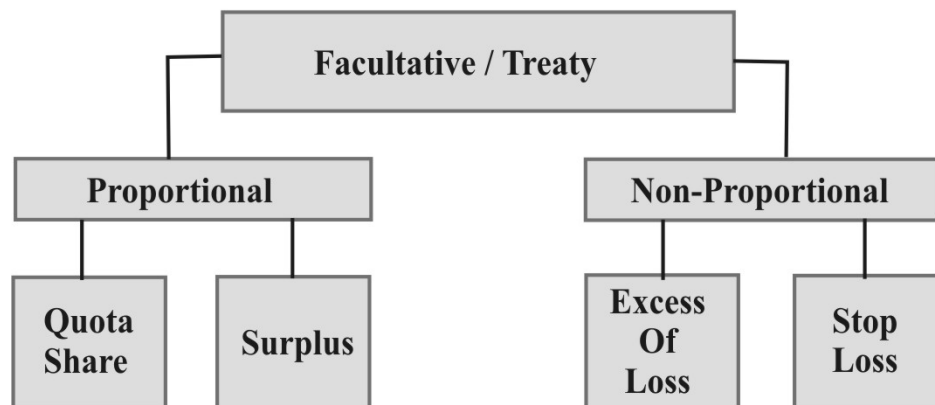 Facultative / Treaty
Proportional
Non-Proportional
Quota
Share
Surplus
Excess
Of
Loss
Stop
Loss